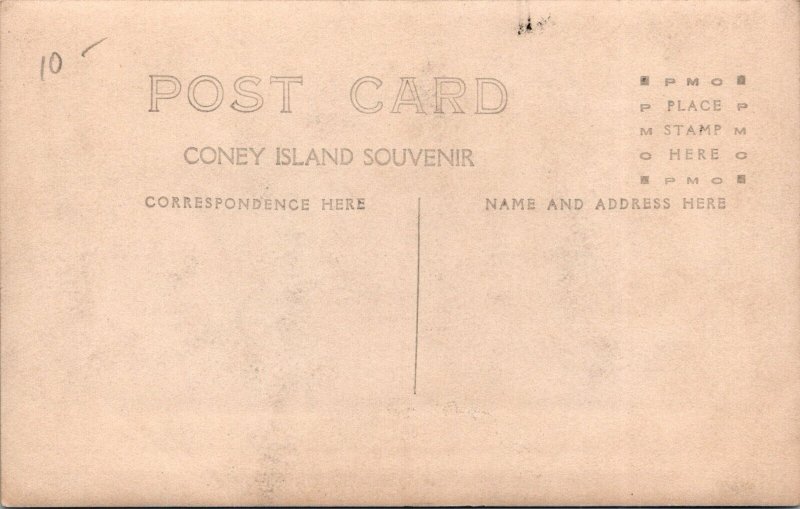 10 -
POST CARD
CONEY ISLAND SOUVENIR
CORRESPONDENCE HERE
NAME AND ADDRESS HERE
PMO
P PLACE P
M STAMP M
O HERE O
PMO